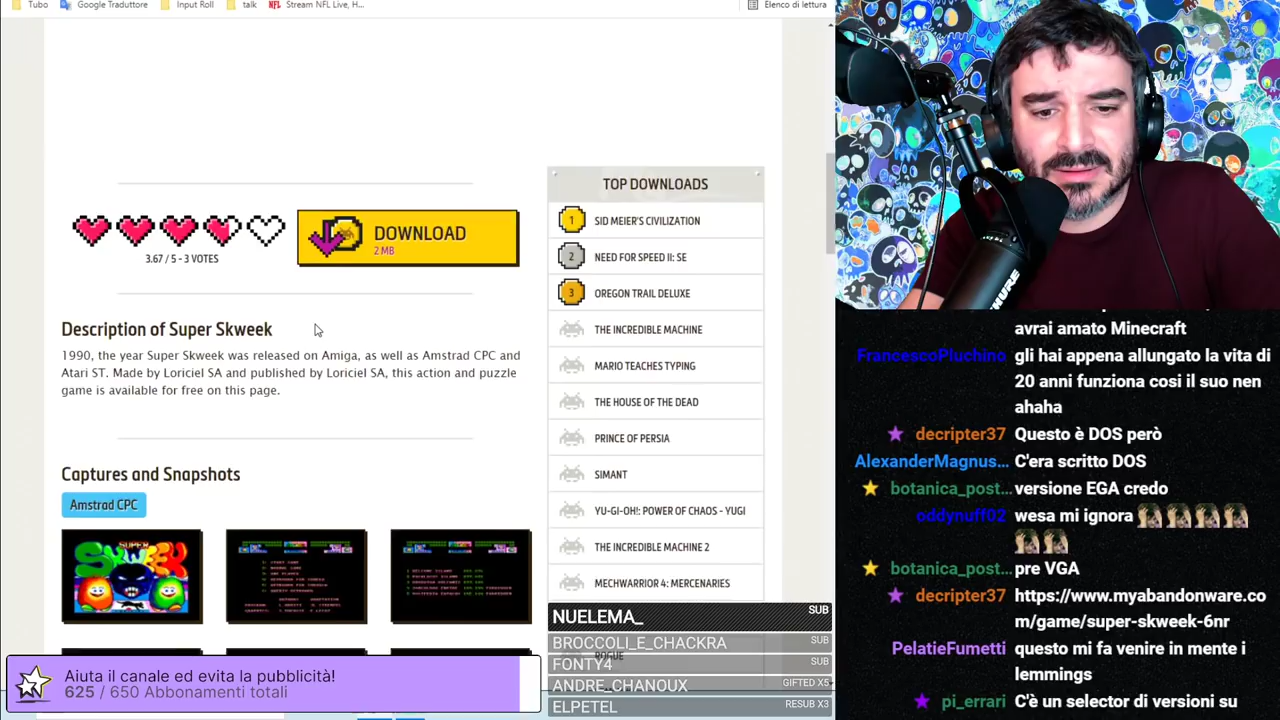 Tubo
Google Traduttore
Input Roll
talk
NFL
Stream NFL Live, H...
Elenco di lettura
DOWNLOAD
2 MB
3.67 / 5 - 3 VOTES
Description of Super Skweek
1990, the year Super Skweek was released on Amiga, as well as Amstrad CPC and
Atari ST. Made by Loriciel SA and published by Loriciel SA, this action and puzzle
game is available for free on this page.
Captures and Snapshots
Amstrad CPC
SUPER
TOP DOWNLOADS
1 SID MEIER'S CIVILIZATION
2 NEED FOR SPEED II: SE
3 OREGON TRAIL DELUXE
THE INCREDIBLE MACHINE
MARIO TEACHES TYPING
THE HOUSE OF THE DEAD
PRINCE OF PERSIA
SIMANT
YU-GI-OH!: POWER OF CHAOS - YUGI
THE INCREDIBLE MACHINE 2
MECHWARRIOR 4: MERCENARIES
ROGUE
NUELEMA_ SUB
BROCCOLI_E_CHACKRA SUB
FONTY4 SUB
ANDRE_CHANOUX GIFTED X5
ELPETEL RESUB X3
Aiuta il canale ed evita la pubblicità!
625 / 650 Abbonamenti totali
avrai amato Minecraft
FrancescoPluchino gli hai appena allungato la vita di
20 anni funziona cosi il suo nen
ahaha
decripter37 Questo è DOS però
AlexanderMagnus... C'era scritto DOS
botanica_post... versione EGA credo
oddynuff02 wesa mi ignora
botanica_post... pre VGA
decripter37 https://www.myabandonware.co
m/game/super-skweek-6nr
PelatieFumetti questo mi fa venire in mente i
lemmings
pi_errari C'è un selector di versioni su